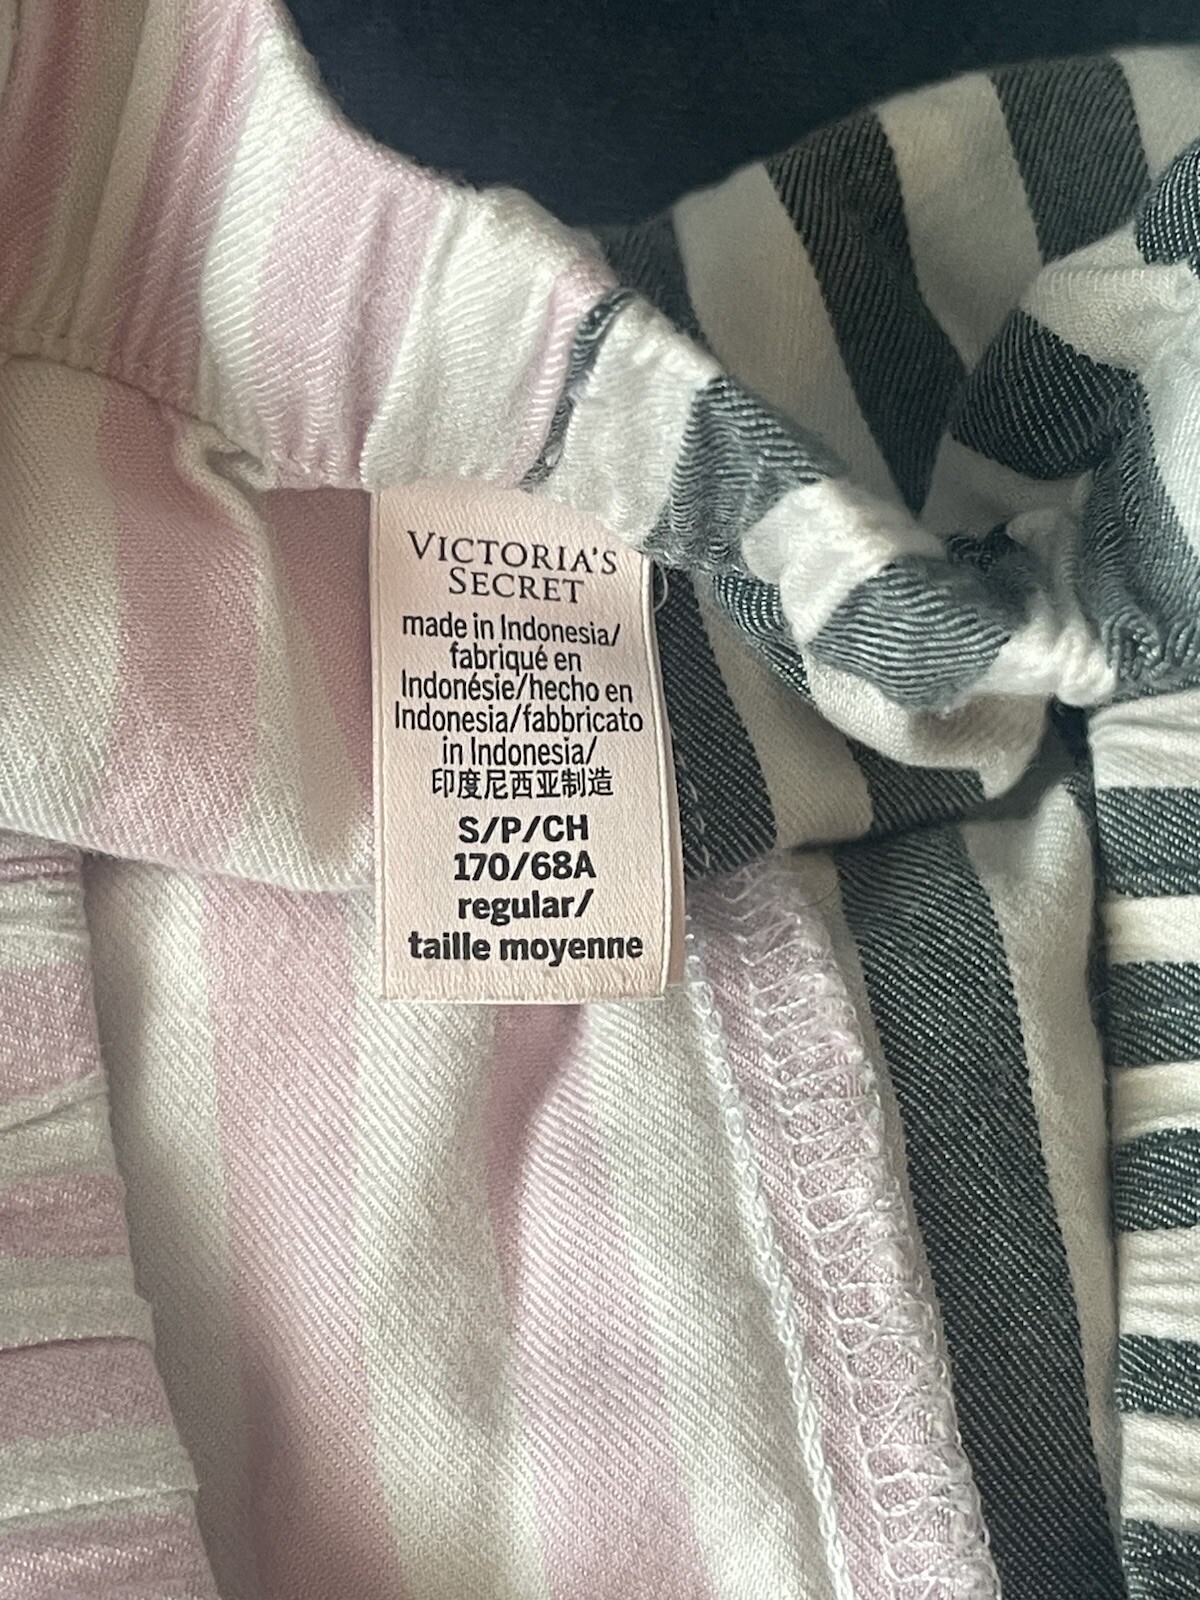 VICTORIA'S
SECRET
made in Indonesia/
fabriqué en
Indonésie/hecho en
Indonesia/fabbricato
in Indonesia/
印度尼西亚制造
S/P/CH
170/68A
regular/
taille moyenne